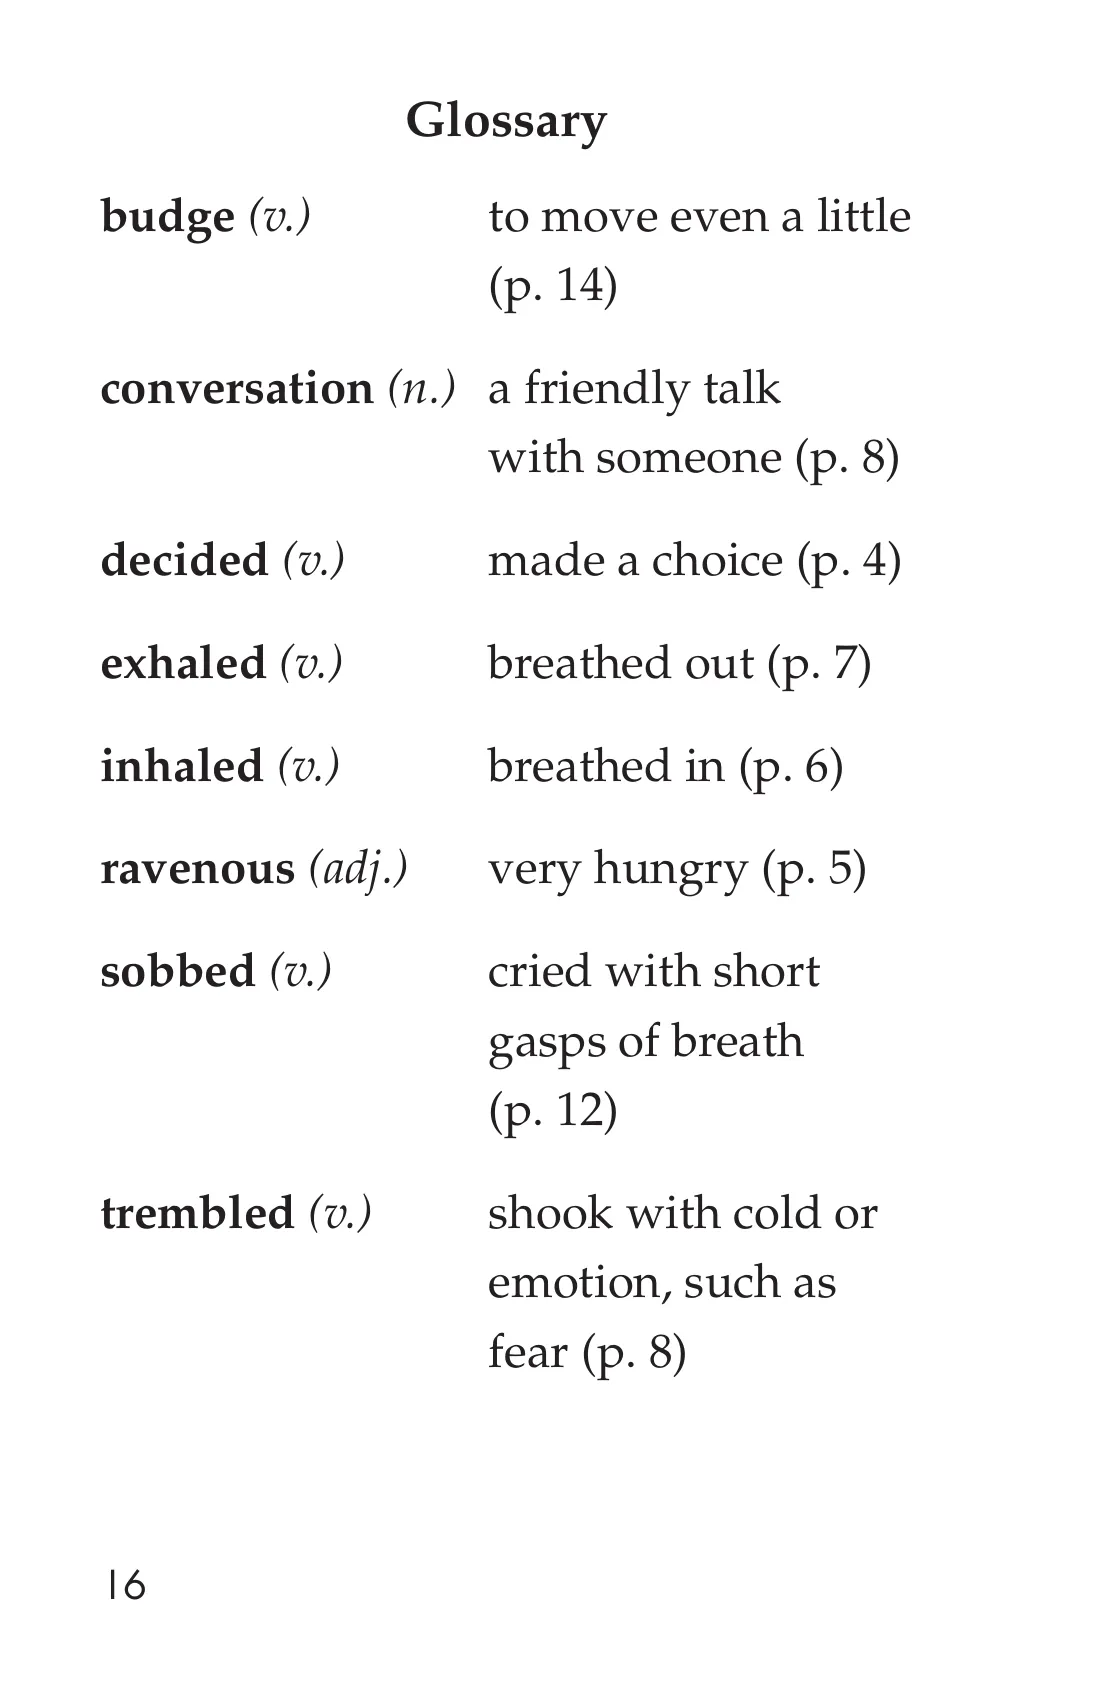 Glossary
budge (v.) to move even a little
(p. 14)
conversation (n.) a friendly talk
with someone (p. 8)
decided (v.) made a choice (p. 4)
exhaled (v.) breathed out (p. 7)
inhaled (v.) breathed in (p. 6)
ravenous (adj.) very hungry (p. 5)
sobbed (v.) cried with short
gasps of breath
(p. 12)
trembled (v.) shook with cold or
emotion, such as
fear (p. 8)
16